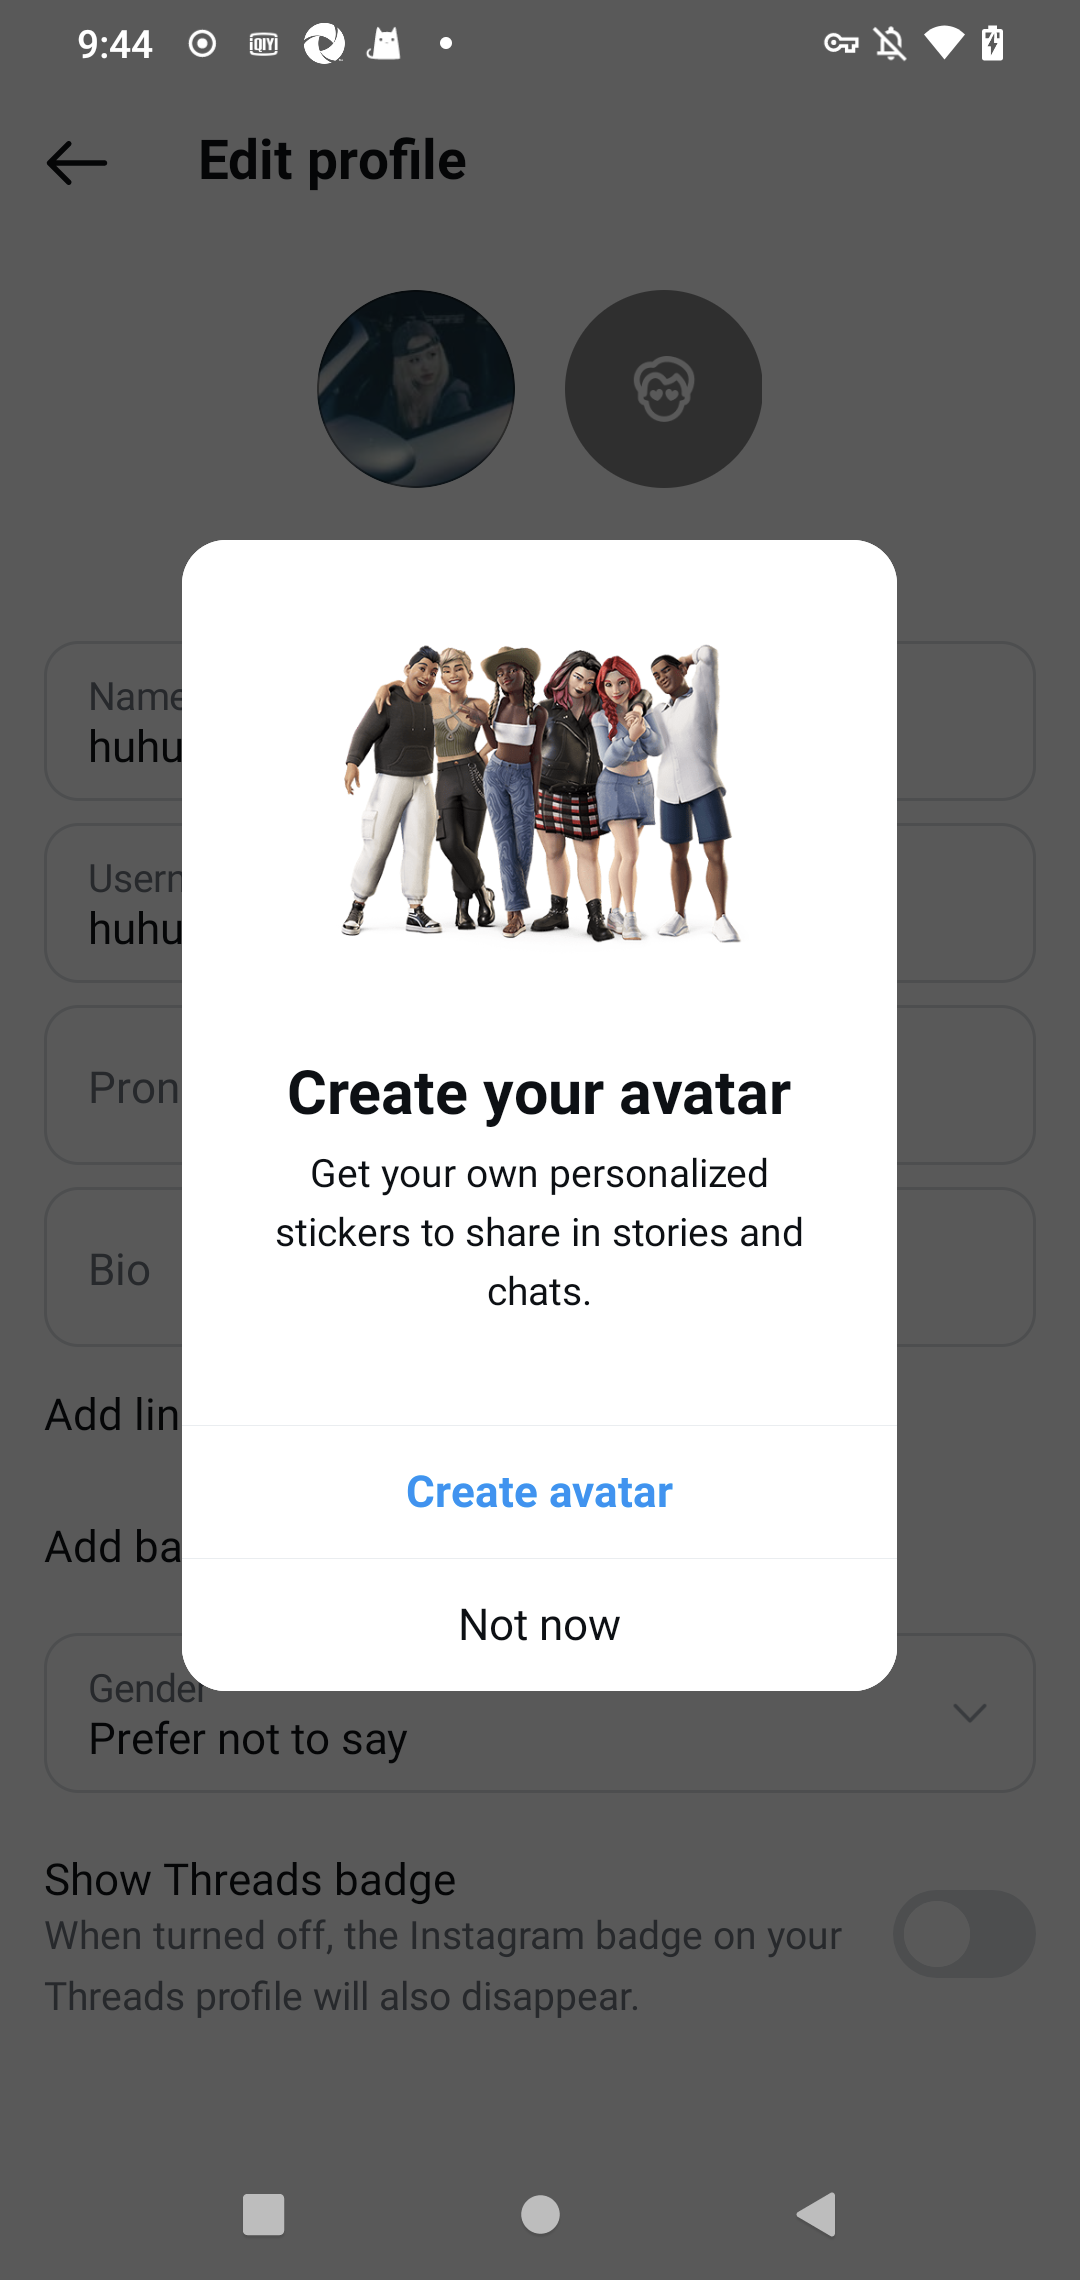 9:44
iQIYI
Edit profile
Name
huhu
Usern
huhu
Pron
Bio
Add lin
Add ba
Create your avatar
Get your own personalized
stickers to share in stories and
chats.
Create avatar
Not now
Gender
Prefer not to say
Show Threads badge
When turned off, the Instagram badge on your
Threads profile will also disappear.